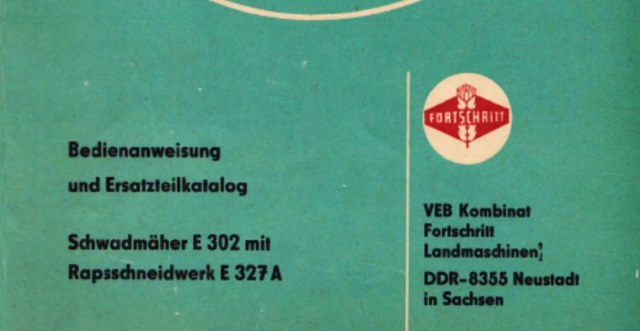 Bedienanweisung
und Ersatzteilkatalog
Schwadmäher E 302 mit
Rapsschneidwerk E 327 A
FORTSCHRITT
VEB Kombinat
Fortschritt
Landmaschinen
DDR-8355 Neustadt
in Sachsen